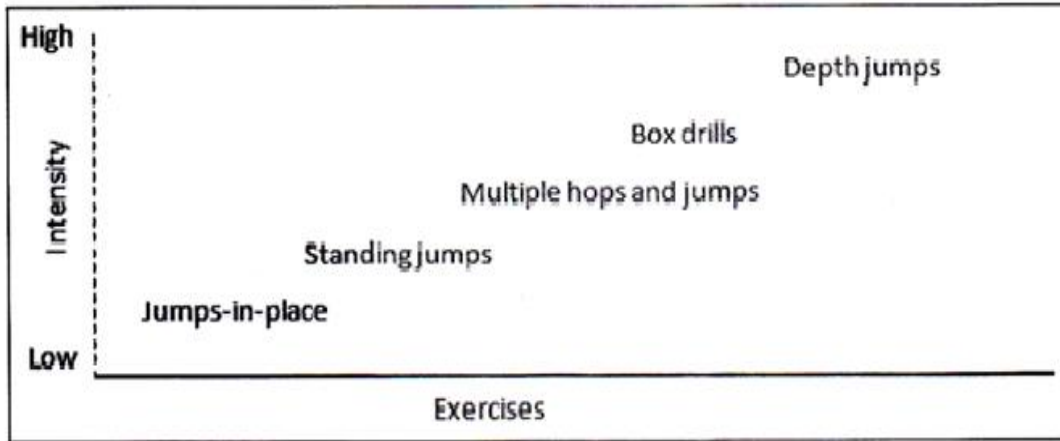 High
Depth jumps
Box drills
Intensity
Multiple hops and jumps
Standing jumps
Jumps-in-place
Low
Exercises